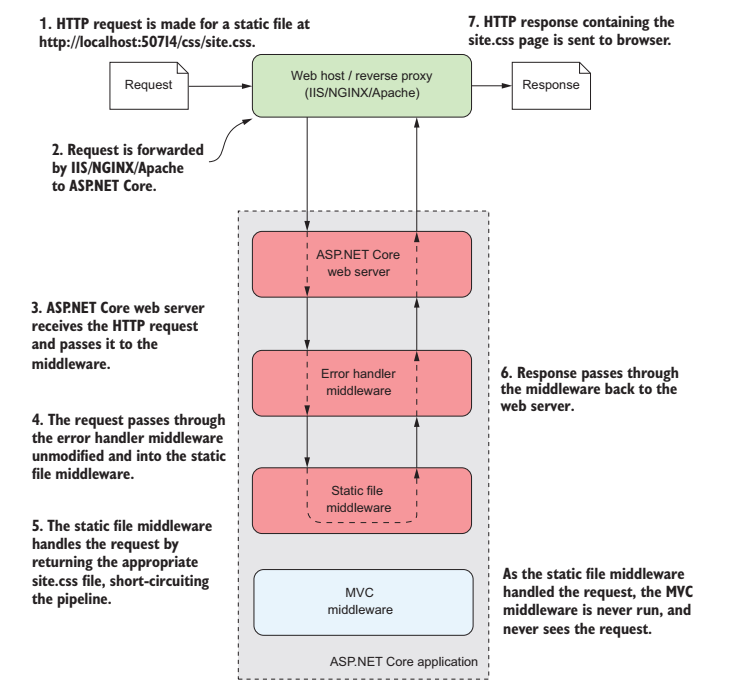 1. HTTP request is made for a static file at
http://localhost:50714/css/site.css.
7. HTTP response containing the
site.css page is sent to browser.
Request
Web host / reverse proxy
(IIS/NGINX/Apache)
Response
2. Request is forwarded
by IIS/NGINX/Apache
to ASP.NET Core.
ASP.NET Core
web server
3. ASP.NET Core web server
receives the HTTP request
and passes it to the
middleware.
Error handler
middleware
6. Response passes through
the middleware back to the
web server.
4. The request passes through
the error handler middleware
unmodified and into the static
file middleware.
Static file
middleware
5. The static file middleware
handles the request by
returning the appropriate
site.css file, short-circuiting
the pipeline.
MVC
middleware
As the static file middleware
handled the request, the MVC
middleware is never run, and
never sees the request.
ASP.NET Core application